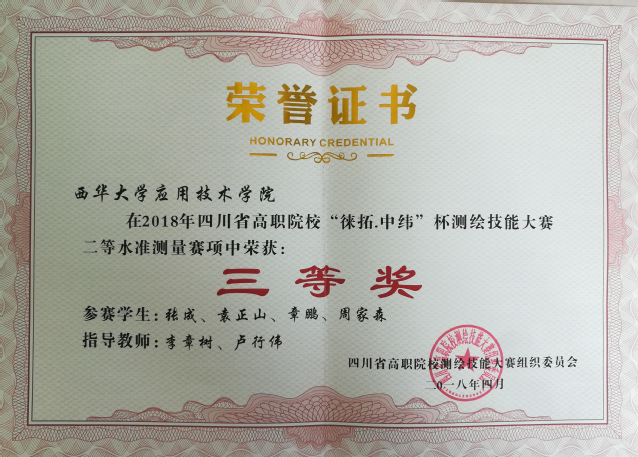 荣誉证书
HONORARY CREDENTIAL
西华大学应用技术学院
在2018年四川省高职院校“徕拓.中纬”杯测绘技能大赛
二等水准测量赛项中荣获：
三等奖
参赛学生：张成、袁正山、章鹏、周家森
指导教师：李章树、卢行伟
四川省高职院校测绘技能大赛组织委员会
二〇一八年四月